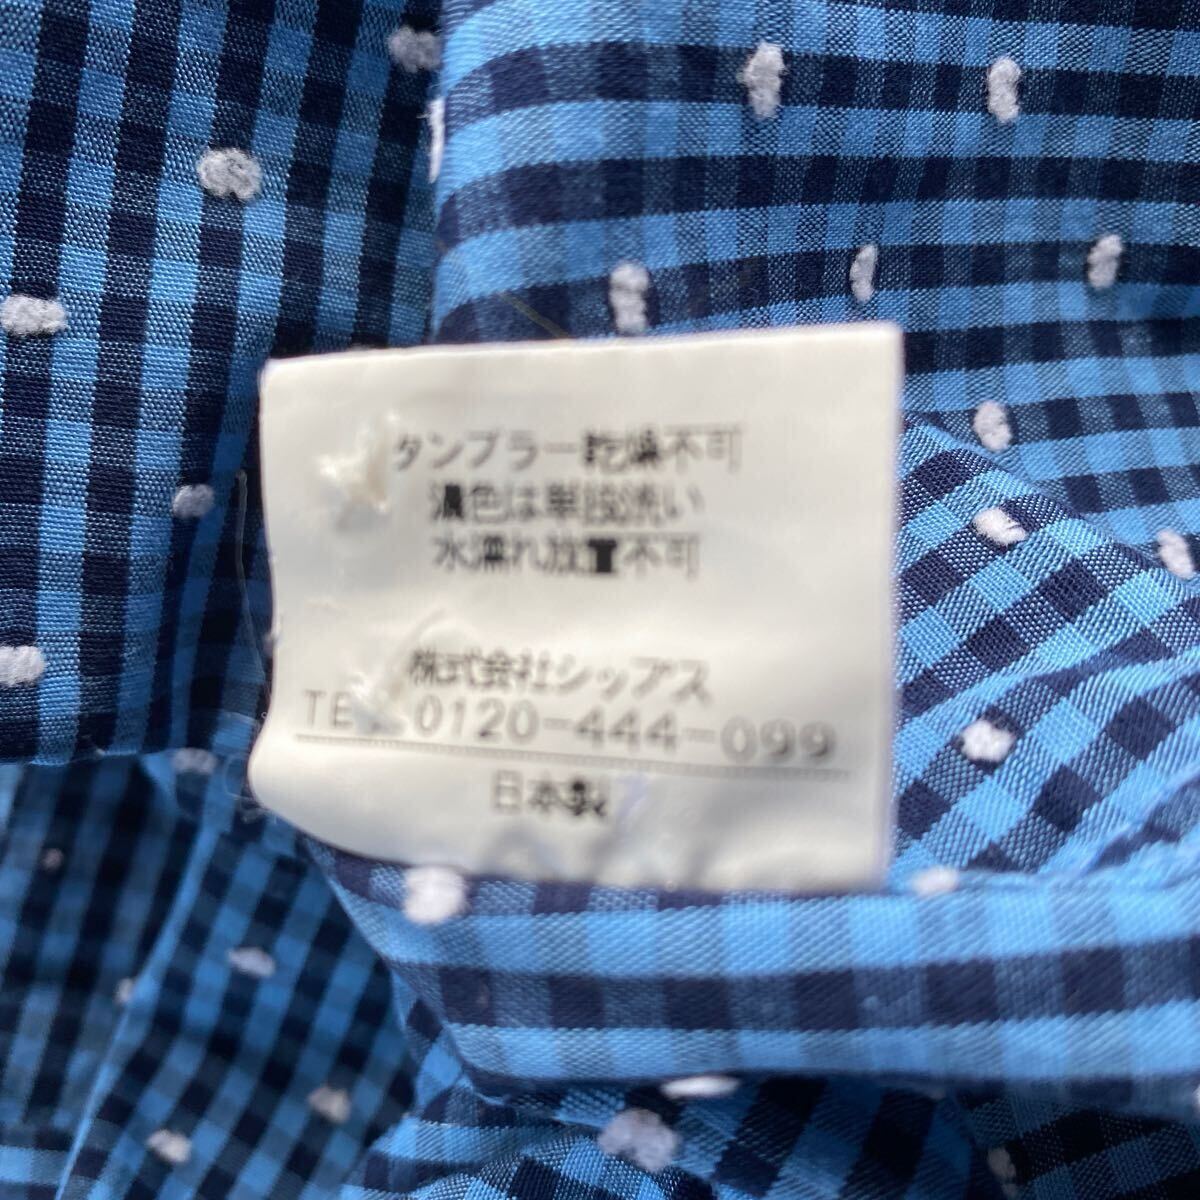 タンブラー乾燥不可
濃色は単独洗い
水濡れ放置不可
株式会社シップス
TEL 0120-444-099
日本製